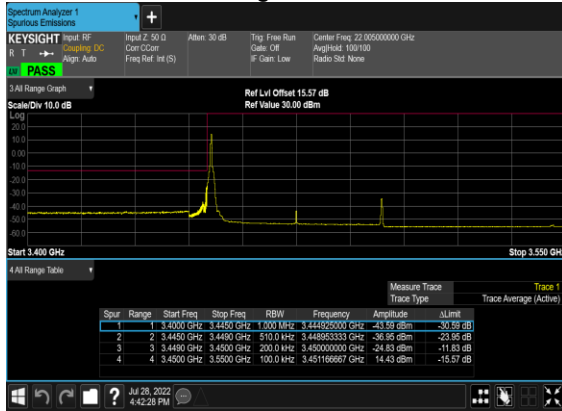 Spectrum Analyzer 1
Spurious Emissions
KEYSIGHT Input: RF Input Z: 50 Ω Atten: 30 dB Trig: Free Run Center Freq: 22.005000000 GHz
R T Coupling: DC Corr CCorr Gate: Off Avg|Hold: 100/100
Align: Auto Freq Ref: Int (S) IF Gain: Low Radio Std: None
PASS
3 All Range Graph
Ref Lvl Offset 15.57 dB
Scale/Div 10.0 dB Ref Value 30.00 dBm
Log
20.0
10.0
0.00
-10.0
-20.0
-30.0
-40.0
-50.0
-60.0
Start 3.400 GHz Stop 3.550 GH
4 All Range Table
Measure Trace Trace 1
Trace Type Trace Average (Active)
Spur Range Start Freq Stop Freq RBW Frequency Amplitude ΔLimit
1 1 3.4000 GHz 3.4450 GHz 1.000 MHz 3.444925000 GHz -43.59 dBm -30.59 dB
2 2 3.4450 GHz 3.4490 GHz 510.0 kHz 3.448953333 GHz -36.95 dBm -23.95 dB
3 3 3.4490 GHz 3.4500 GHz 200.0 kHz 3.450000000 GHz -24.83 dBm -11.83 dB
4 4 3.4500 GHz 3.5500 GHz 100.0 kHz 3.451166667 GHz 14.43 dBm -15.57 dB
Jul 28, 2022
4:42:28 PM